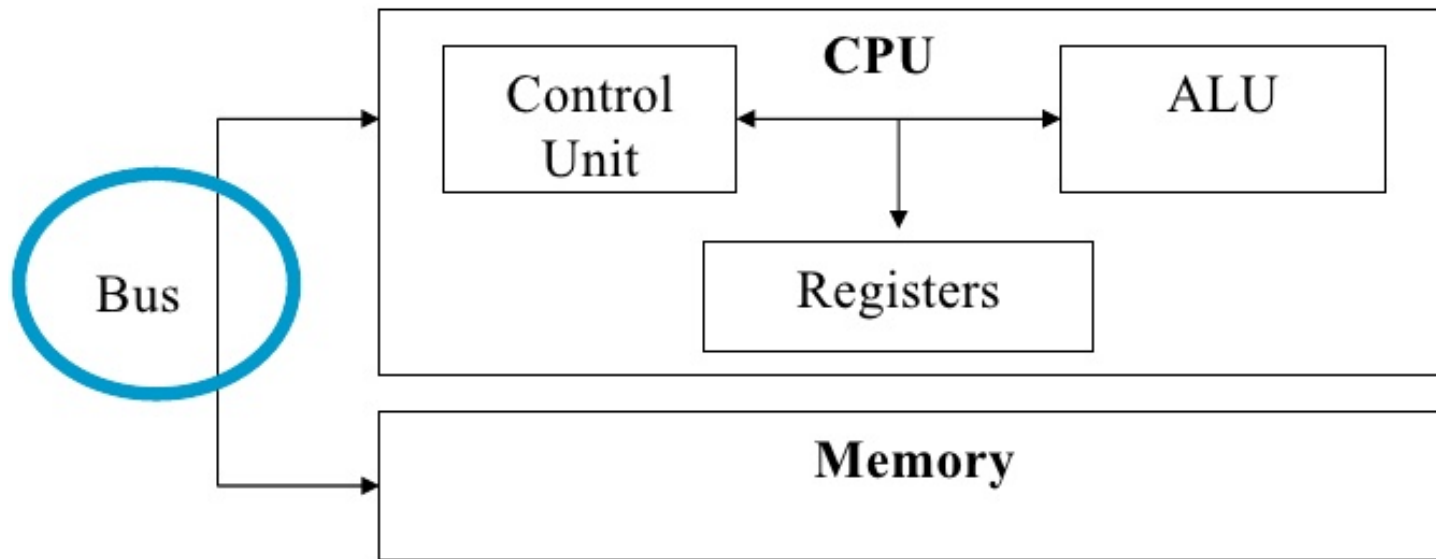 CPU
Control
Unit
ALU
Registers
Bus
Memory